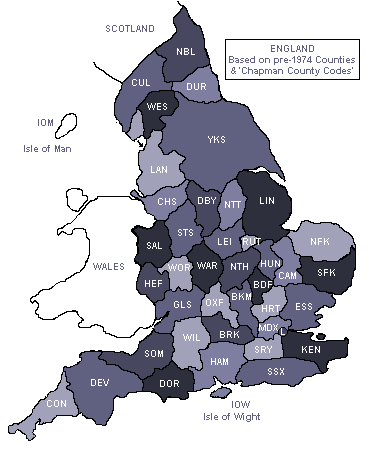 SCOTLAND
ENGLAND
Based on pre-1974 Counties
& 'Chapman County Codes'
NBL
CUL
DUR
WES
IOM
Isle of Man
YKS
LAN
CHS
DBY
NTT
LIN
STS
LEI
RUT
NFK
SAL
WALES
WOR
WAR
NTH
HUN
CAM
SFK
HEF
BDF
GLS
OXF
BKM
HRT
ESS
MDX
L
WIL
BRK
SRY
KEN
SOM
HAM
SSX
DEV
DOR
CON
IOW
Isle of Wight